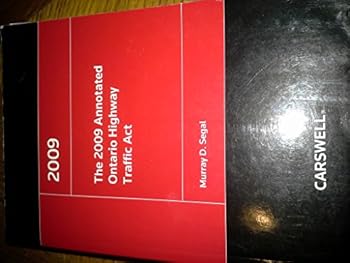 2009
The 2009 Annotated
Ontario Highway
Traffic Act
Murray D. Segal
CARSWELL